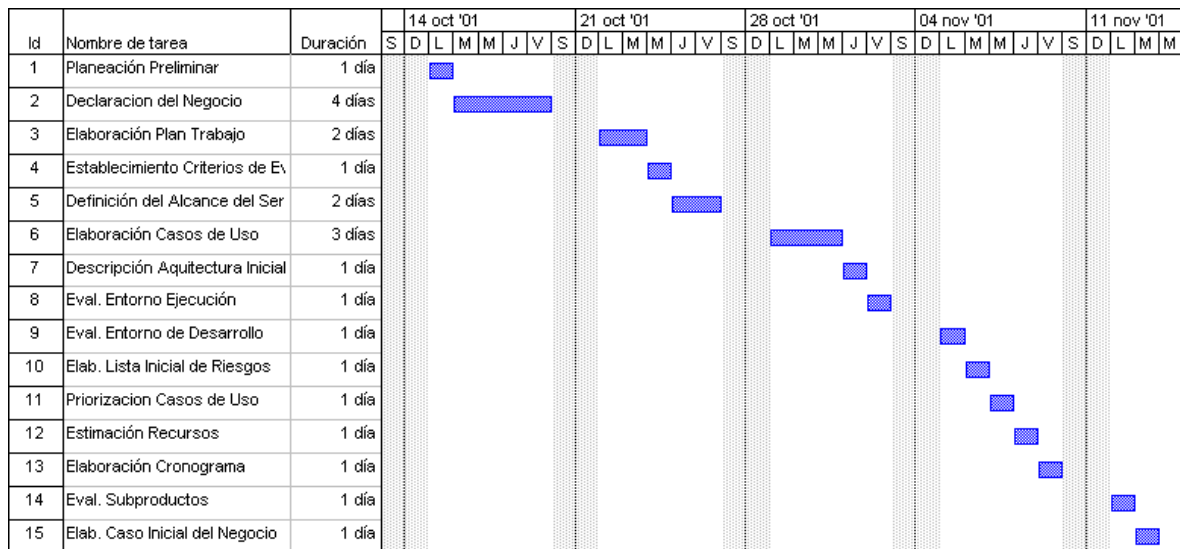 14 oct '01 21 oct '01 28 oct '01 04 nov '01 11 nov '01
Id Nombre de tarea Duración S D L M M J V S D L M M J V S D L M M J V S D L M M J V S D L M M
1 Planeación Preliminar 1 día
2 Declaracion del Negocio 4 días
3 Elaboración Plan Trabajo 2 días
4 Establecimiento Criterios de Ev 1 día
5 Definición del Alcance del Ser 2 días
6 Elaboración Casos de Uso 3 días
7 Descripción Aquitectura Inicial 1 día
8 Eval. Entorno Ejecución 1 día
9 Eval. Entorno de Desarrollo 1 día
10 Elab. Lista Inicial de Riesgos 1 día
11 Priorizacion Casos de Uso 1 día
12 Estimación Recursos 1 día
13 Elaboración Cronograma 1 día
14 Eval. Subproductos 1 día
15 Elab. Caso Inicial del Negocio 1 día